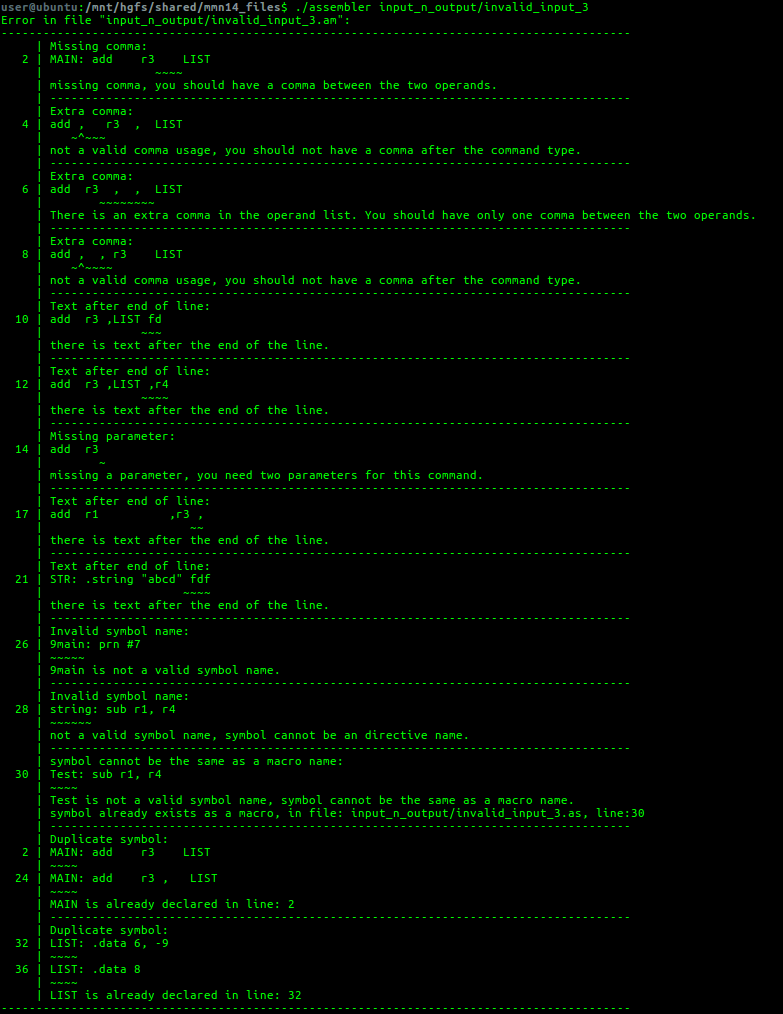 user@ubuntu:/mnt/hgfs/shared/mmn14_files$ ./assembler input_n_output/invalid_input_3
Error in file "input_n_output/invalid_input_3.am":
------------------------------------------------------------------------------------------
     | Missing comma:
   2 | MAIN: add    r3    LIST
     |                ~~~~
     | missing comma, you should have a comma between the two operands.
     | -----------------------------------------------------------------------------------
     | Extra comma:
   4 | add ,   r3  ,  LIST
     |    ~^~~~
     | not a valid comma usage, you should not have a comma after the command type.
     | -----------------------------------------------------------------------------------
     | Extra comma:
   6 | add  r3  ,  ,  LIST
     |        ~~~~~~~~
     | There is an extra comma in the operand list. You should have only one comma between the two operands.
     | -----------------------------------------------------------------------------------
     | Extra comma:
   8 | add ,  , r3    LIST
     |    ~^~~~~
     | not a valid comma usage, you should not have a comma after the command type.
     | -----------------------------------------------------------------------------------
     | Text after end of line:
  10 | add  r3 ,LIST fd
     |              ~~~
     | there is text after the end of the line.
     | -----------------------------------------------------------------------------------
     | Text after end of line:
  12 | add  r3 ,LIST ,r4
     |              ~~~~
     | there is text after the end of the line.
     | -----------------------------------------------------------------------------------
     | Missing parameter:
  14 | add  r3
     |        ~
     | missing a parameter, you need two parameters for this command.
     | -----------------------------------------------------------------------------------
     | Text after end of line:
  17 | add  r1          ,r3 ,
     |                     ~~
     | there is text after the end of the line.
     | -----------------------------------------------------------------------------------
     | Text after end of line:
  21 | STR: .string "abcd" fdf
     |                    ~~~~
     | there is text after the end of the line.
     | -----------------------------------------------------------------------------------
     | Invalid symbol name:
  26 | 9main: prn #7
     | ~~~~~
     | 9main is not a valid symbol name.
     | -----------------------------------------------------------------------------------
     | Invalid symbol name:
  28 | string: sub r1, r4
     | ~~~~~~
     | not a valid symbol name, symbol cannot be an directive name.
     | -----------------------------------------------------------------------------------
     | symbol cannot be the same as a macro name:
  30 | Test: sub r1, r4
     | ~~~~
     | Test is not a valid symbol name, symbol cannot be the same as a macro name.
     | symbol already exists as a macro, in file: input_n_output/invalid_input_3.as, line:30
     | -----------------------------------------------------------------------------------
     | Duplicate symbol:
   2 | MAIN: add    r3    LIST
     | ~~~~
  24 | MAIN: add    r3 ,   LIST
     | ~~~~
     | MAIN is already declared in line: 2
     | -----------------------------------------------------------------------------------
     | Duplicate symbol:
  32 | LIST: .data 6, -9
     | ~~~~
  36 | LIST: .data 8
     | ~~~~
     | LIST is already declared in line: 32
------------------------------------------------------------------------------------------